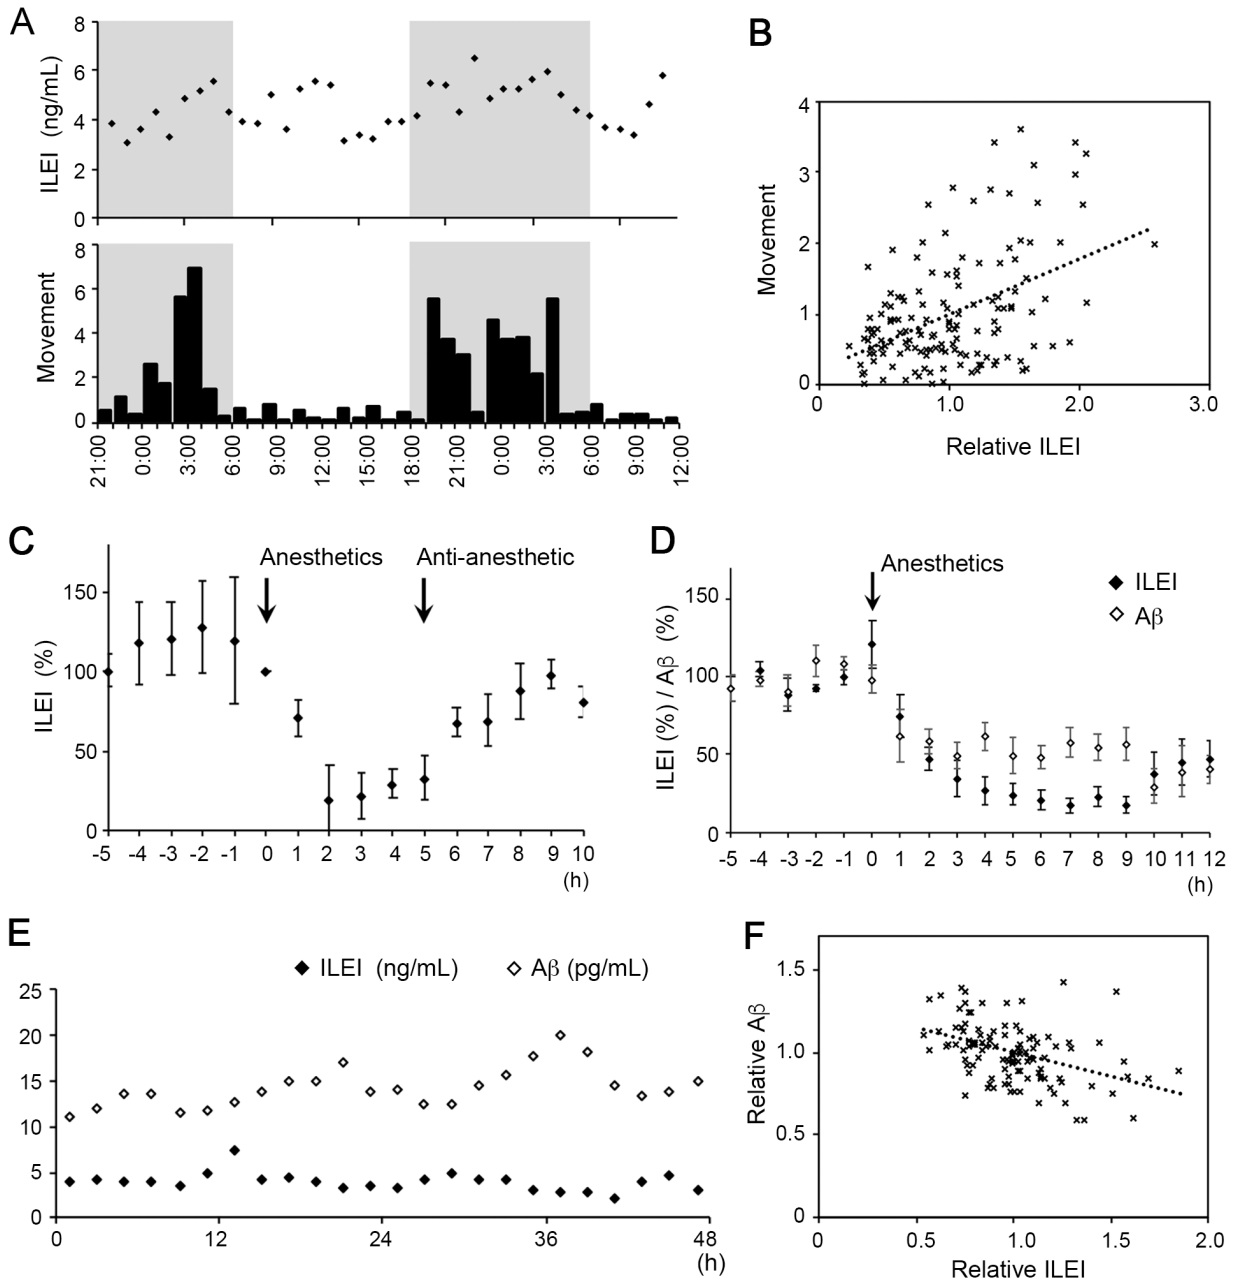 A
8
6
4
2
0
ILEI (ng/mL)
8
6
4
2
0
Movement
21:00 0:00 3:00 6:00 9:00 12:00 15:00 18:00 21:00 0:00 3:00 6:00 9:00 12:00
B
4
3
2
1
0
Movement
0 1.0 2.0 3.0
Relative ILEI
C
Anesthetics Anti-anesthetic
150
100
50
0
ILEI (%)
-5 -4 -3 -2 -1 0 1 2 3 4 5 6 7 8 9 10
(h)
D
Anesthetics
ILEI
Aβ
150
100
50
0
ILEI (%) / Aβ (%)
-5 -4 -3 -2 -1 0 1 2 3 4 5 6 7 8 9 10 11 12
(h)
E
ILEI (ng/mL) Aβ (pg/mL)
25
20
15
10
5
0
0 12 24 36 48
(h)
F
1.5
1.0
0.5
0
Relative Aβ
0 0.5 1.0 1.5 2.0
Relative ILEI